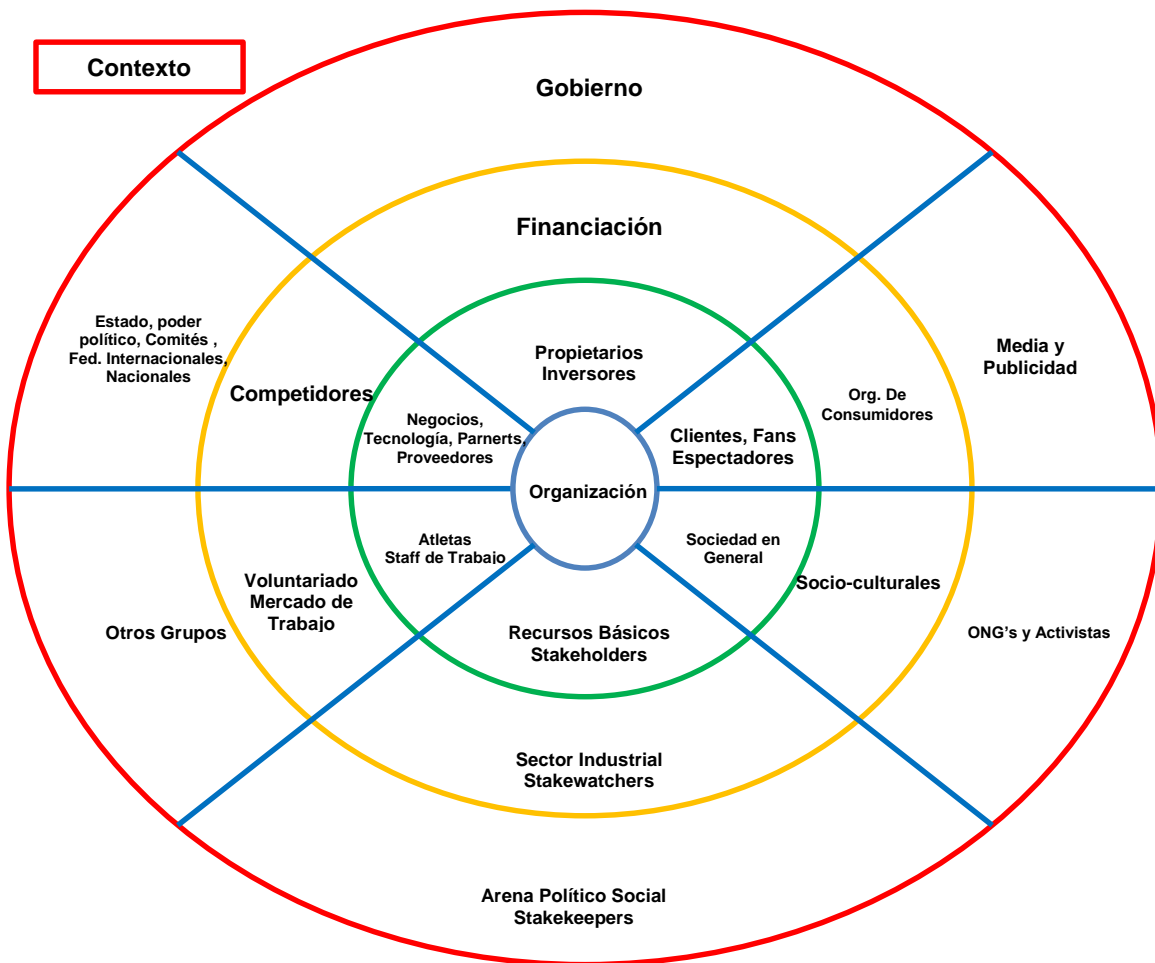 Contexto
Gobierno
Financiación
Estado, poder
político, Comités ,
Fed. Internacionales,
Nacionales
Propietarios
Inversores
Media y
Publicidad
Competidores
Org. De
Consumidores
Negocios,
Tecnología, Parnerts,
Proveedores
Clientes, Fans
Espectadores
Organización
Atletas
Staff de Trabajo
Sociedad en
General
Voluntariado
Mercado de
Trabajo
Socio-culturales
Otros Grupos
Recursos Básicos
Stakeholders
ONG’s y Activistas
Sector Industrial
Stakewatchers
Arena Político Social
Stakekeepers